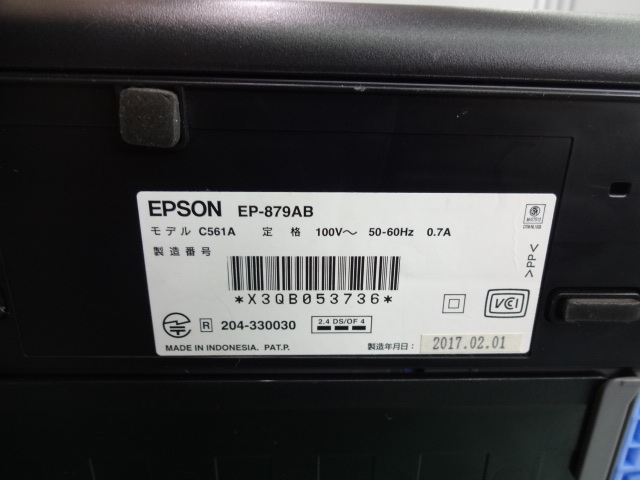 EPSON EP-879AB
モデル C561A 定格 100V～ 50-60Hz 0.7A
製造番号
*X3QB053736*
R 204-330030 2.4 DS/OF 4
VCI
MADE IN INDONESIA. PAT.P.
製造年月日: 2017.02.01
>PP<